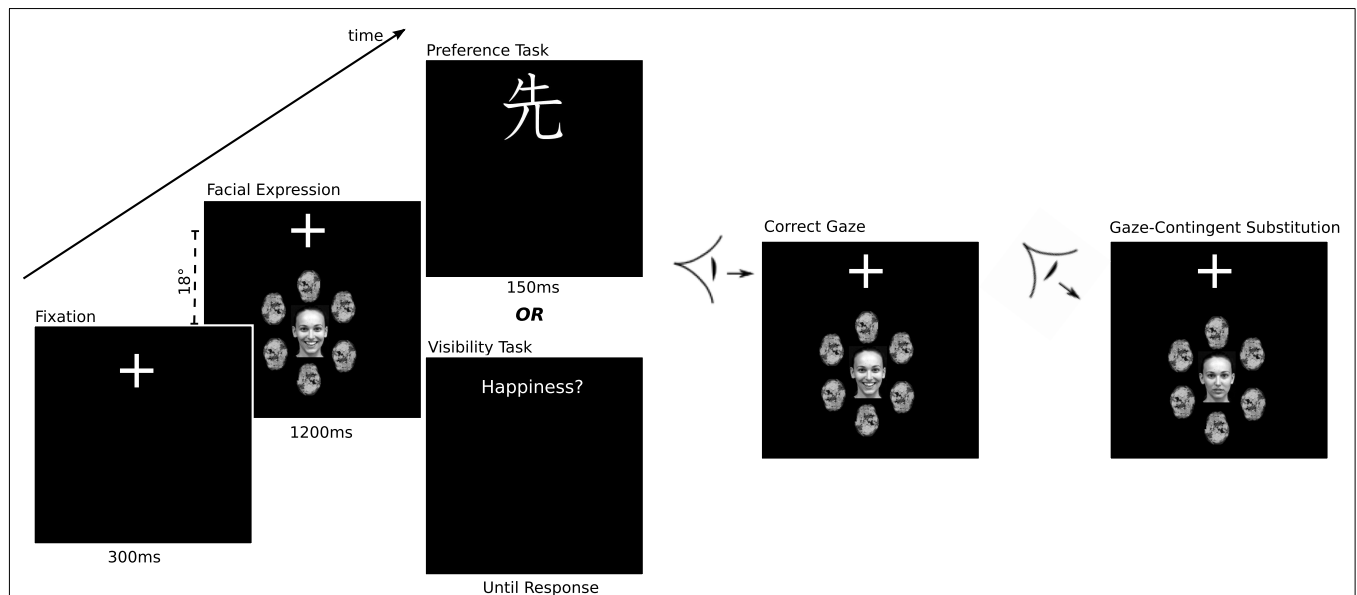 time
Preference Task
先
150ms
OR
Facial Expression
18°
1200ms
Fixation
300ms
Visibility Task
Happiness?
Until Response
Correct Gaze
Gaze-Contingent Substitution